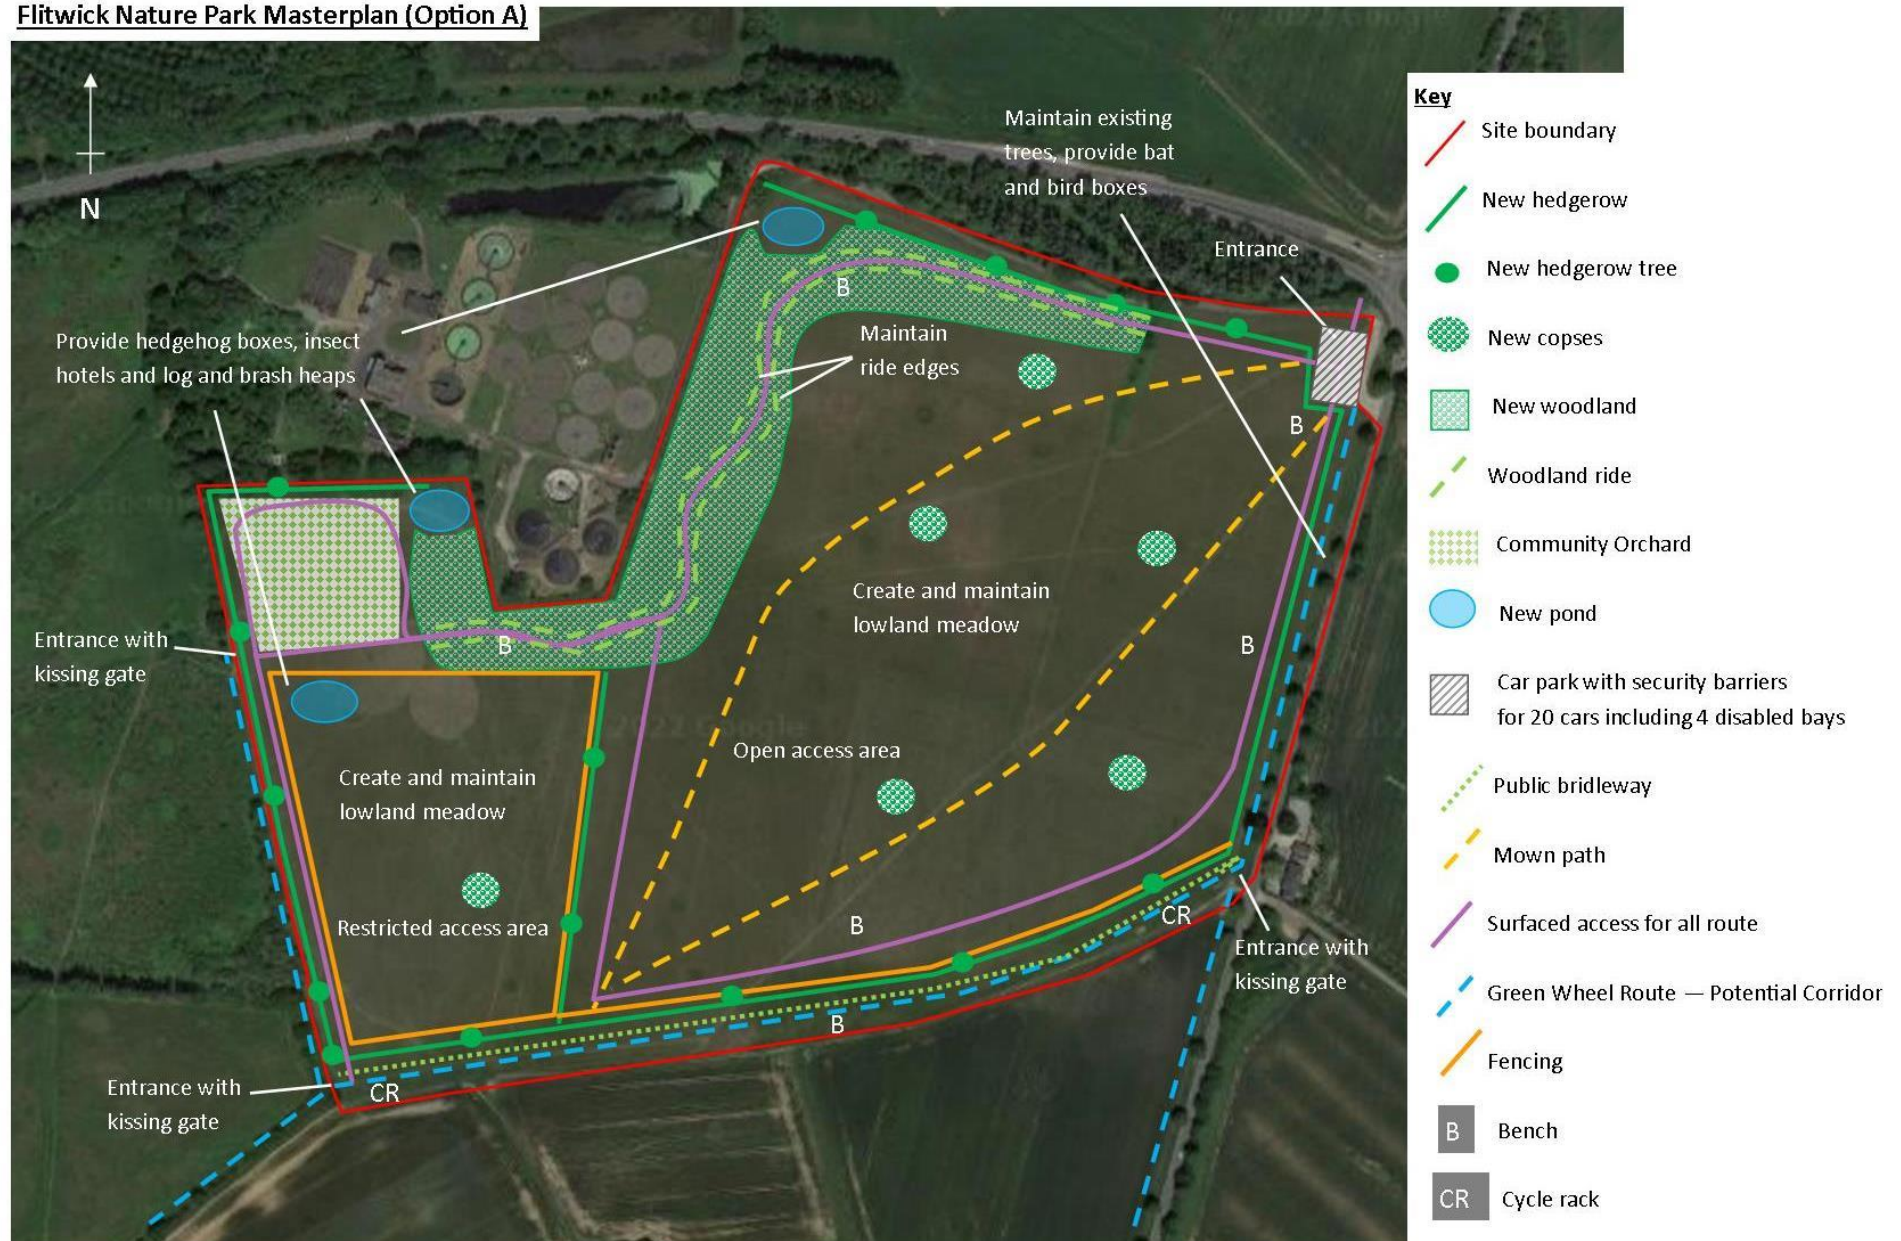 Flitwick Nature Park Masterplan (Option A)
N
Maintain existing
trees, provide bat
and bird boxes
Entrance
Provide hedgehog boxes, insect
hotels and log and brash heaps
B
Maintain
ride edges
B
Create and maintain
lowland meadow
Entrance with
kissing gate
B
B
2022 Google
Open access area
Create and maintain
lowland meadow
Restricted access area
B
CR
Entrance with
kissing gate
B
Entrance with
kissing gate
CR
Key
Site boundary
New hedgerow
New hedgerow tree
New copses
New woodland
Woodland ride
Community Orchard
New pond
Car park with security barriers
for 20 cars including 4 disabled bays
Public bridleway
Mown path
Surfaced access for all route
Green Wheel Route — Potential Corridor
Fencing
B Bench
CR Cycle rack